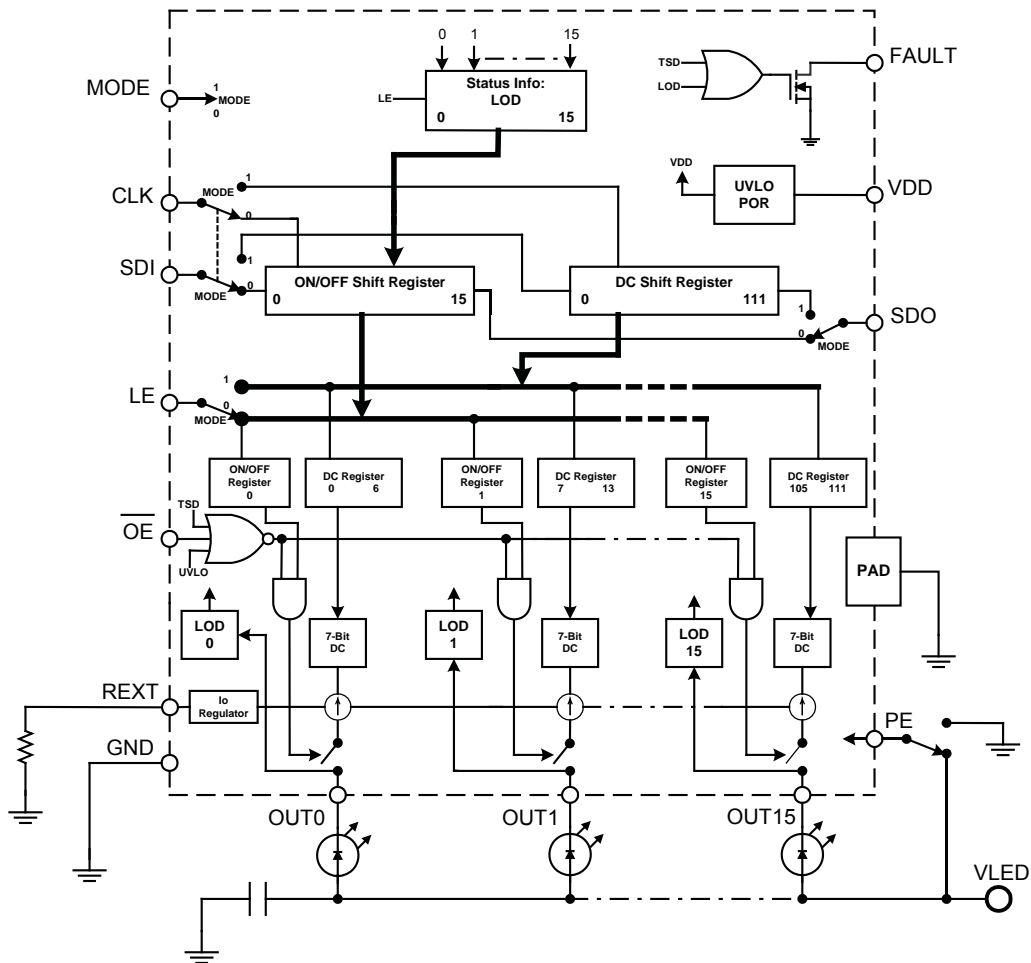 0 1 15
Status Info:
LOD
0 15
LE
TSD
LOD
FAULT
MODE
1
MODE
0
VDD
UVLO
POR
VDD
CLK
MODE
1
0
SDI
MODE
1
0
ON/OFF Shift Register
0 15
DC Shift Register
0 111
1
0
MODE
SDO
LE
MODE
1
0
ON/OFF
Register
0
DC Register
0 6
ON/OFF
Register
1
DC Register
7 13
ON/OFF
Register
15
DC Register
105 111
TSD
OE
UVLO
PAD
LOD
0
7-Bit
DC
LOD
1
7-Bit
DC
LOD
15
7-Bit
DC
REXT
Io
Regulator
PE
GND
OUT0
OUT1
OUT15
VLED